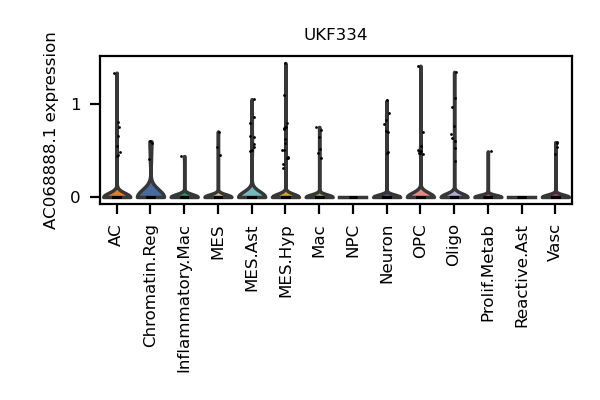 UKF334
AC068888.1 expression
1
0
AC
Chromatin.Reg
Inflammatory.Mac
MES
MES.Ast
MES.Hyp
Mac
NPC
Neuron
OPC
Oligo
Prolif.Metab
Reactive.Ast
Vasc